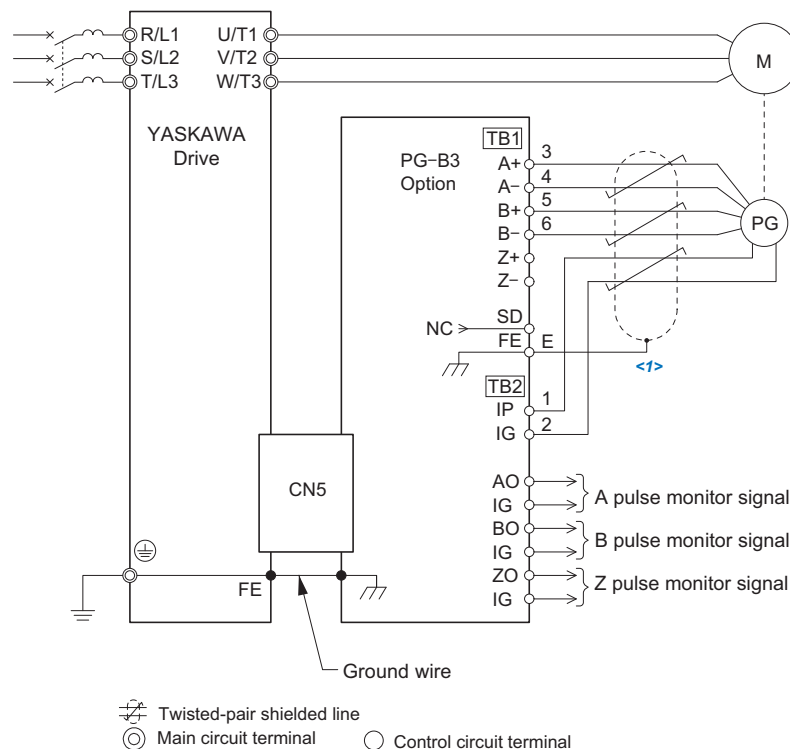 R/L1
U/T1
S/L2
V/T2
T/L3
W/T3
M
YASKAWA
Drive
PG-B3
Option
TB1
A+
3
A-
4
B+
5
B-
6
Z+
Z-
PG
NC
SD
FE
E
<1>
TB2
IP
1
IG
2
CN5
AO
IG
A pulse monitor signal
BO
IG
B pulse monitor signal
ZO
IG
Z pulse monitor signal
FE
Ground wire
Twisted-pair shielded line
Main circuit terminal
Control circuit terminal